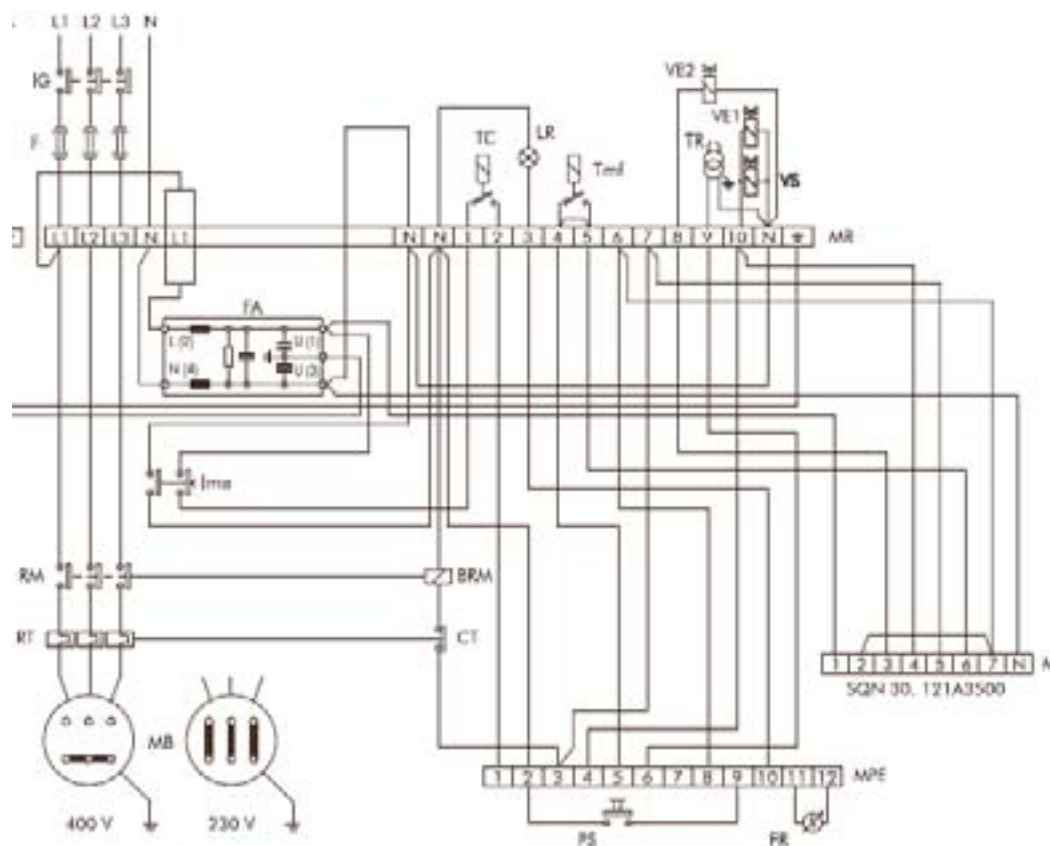 L1 L2 L3 N
IG
VE2
F
VE1
TC
LR
TR
Tmf
VS
L1 L2 L3 N L1
N N 1 2 3 4 5 6 7 8 9 10 N
MR
FA
L (2)
U (1)
N (4)
U (3)
Ima
RM
BRM
RT
CT
1 2 3 4 5 6 7 N
M
SQN 30, 121A3500
MB
1 2 3 4 5 6 7 8 9 10 11 12
MPE
400 V
230 V
PS
FR